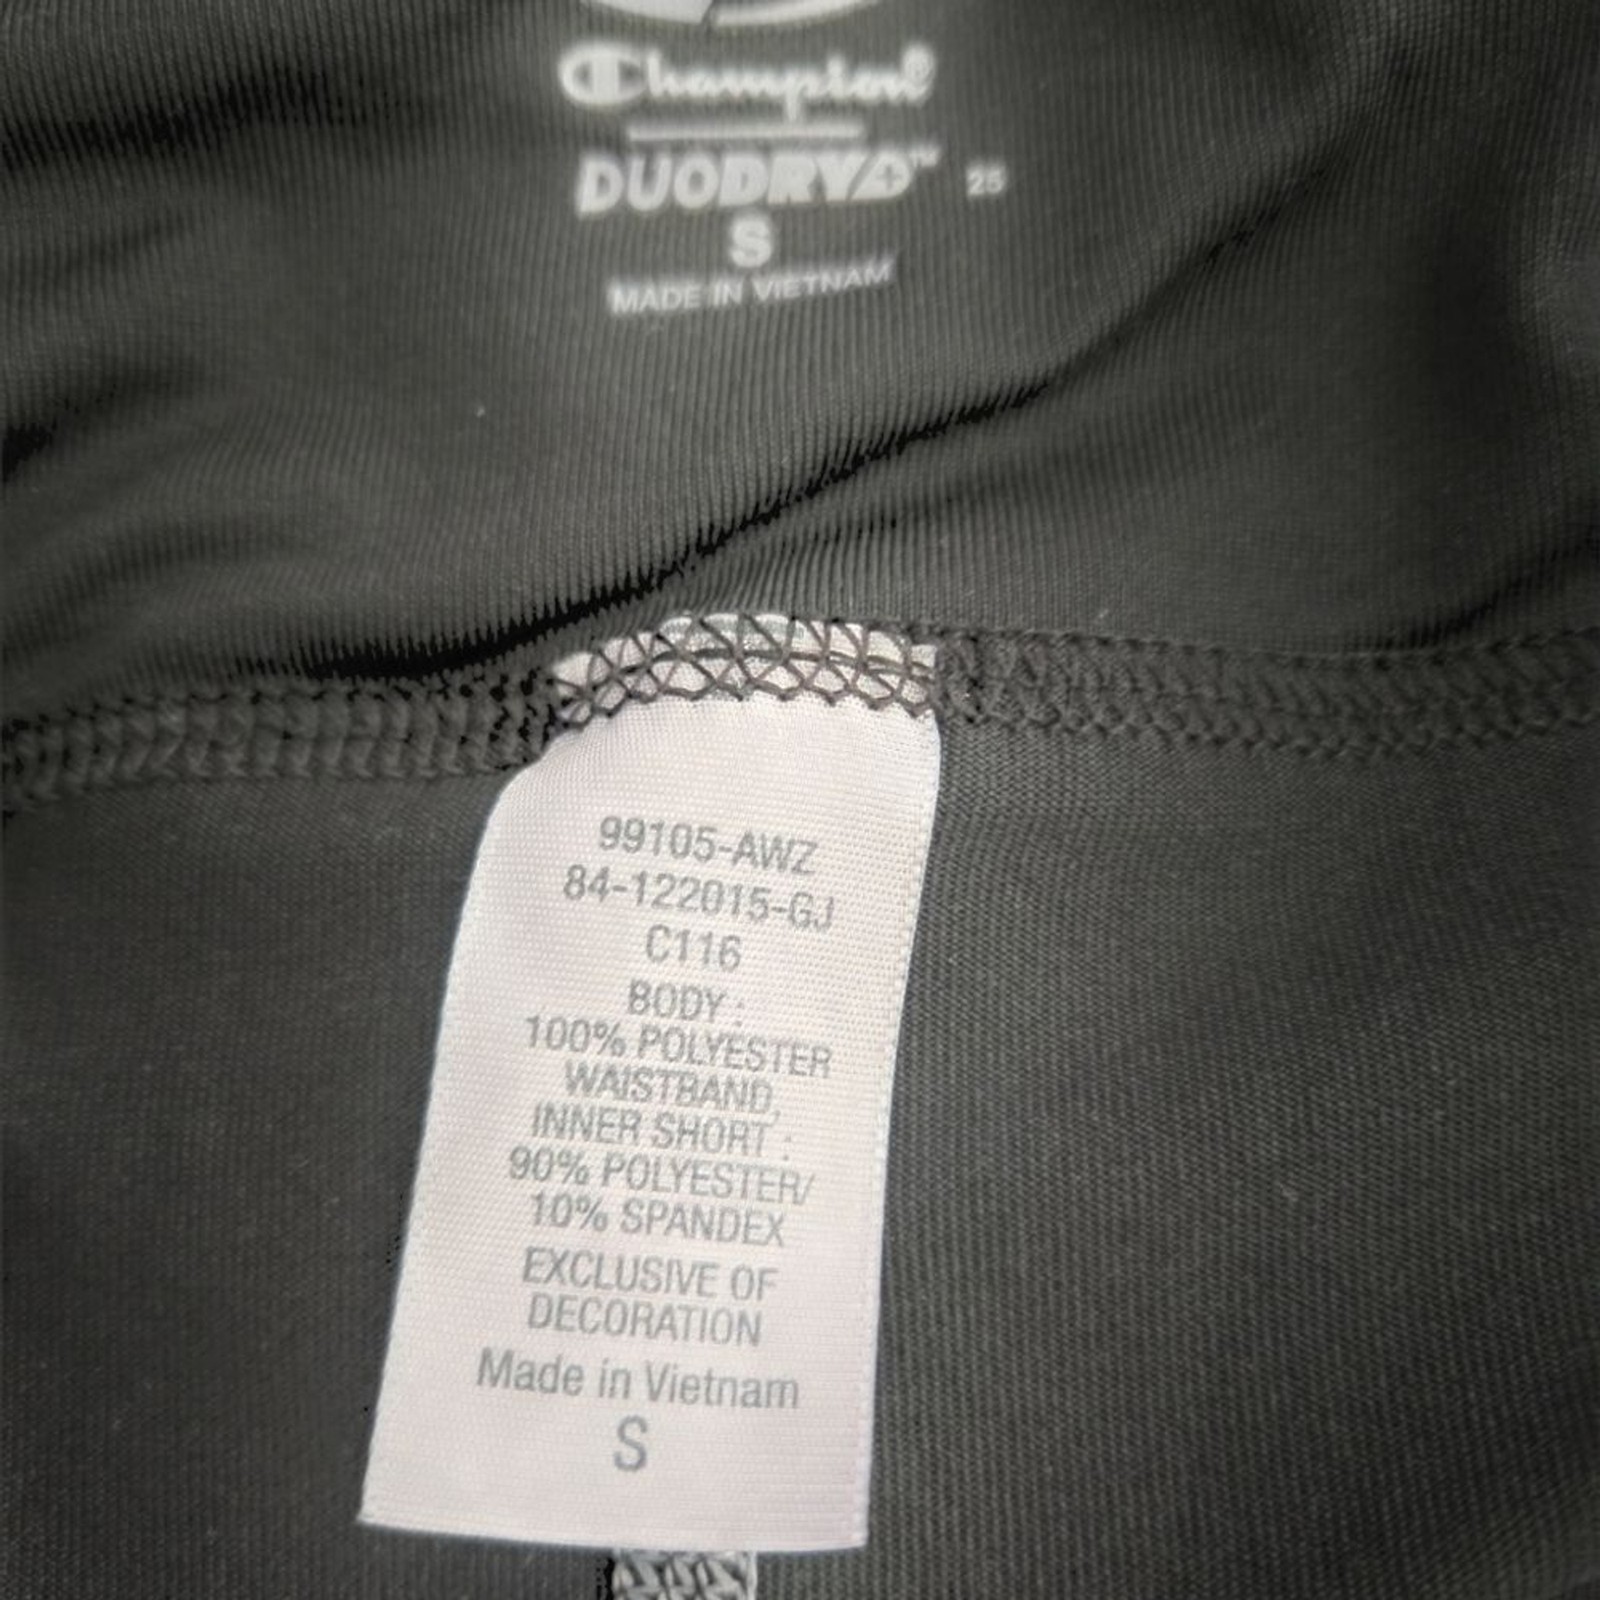 Champion®
DUODRY+™ 25
S
MADE IN VIETNAM
99105-AWZ
84-122015-GJ
C116
BODY :
100% POLYESTER
WAISTBAND,
INNER SHORT :
90% POLYESTER/
10% SPANDEX
EXCLUSIVE OF
DECORATION
Made in Vietnam
S